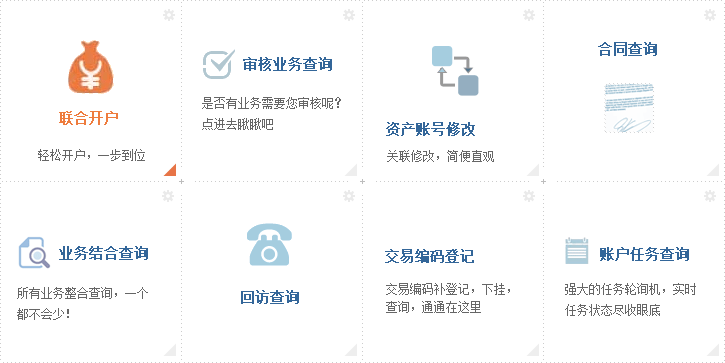 联合开户
轻松开户，一步到位
审核业务查询
是否有业务需要您审核呢？
点进去瞅瞅吧
资产账号修改
关联修改，简便直观
合同查询
业务结合查询
所有业务整合查询，一个
都不会少！
回访查询
交易编码登记
交易编码补登记，下挂，
查询，通通在这里
账户任务查询
强大的任务轮询机，实时
任务状态尽收眼底